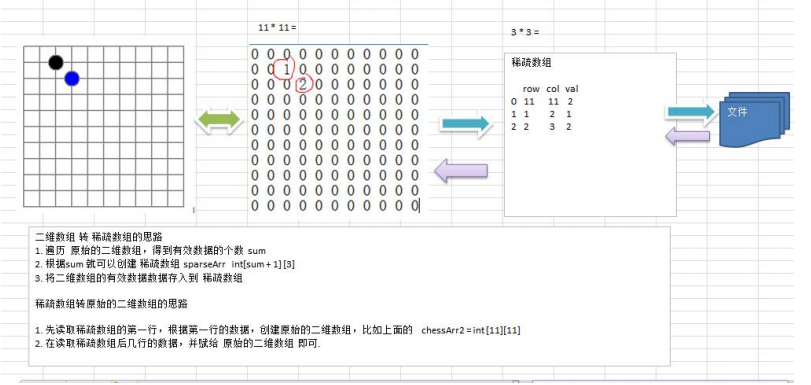 11 * 11 =
0 0 0 0 0 0 0 0 0 0 0
0 0 1 0 0 0 0 0 0 0 0
0 0 0 2 0 0 0 0 0 0 0
0 0 0 0 0 0 0 0 0 0 0
0 0 0 0 0 0 0 0 0 0 0
0 0 0 0 0 0 0 0 0 0 0
0 0 0 0 0 0 0 0 0 0 0
0 0 0 0 0 0 0 0 0 0 0
0 0 0 0 0 0 0 0 0 0 0
0 0 0 0 0 0 0 0 0 0 0
0 0 0 0 0 0 0 0 0 0 0
3 * 3 =
稀疏数组
row col val
0 11 11 2
1 1 2 1
2 2 3 2
文件
二维数组 转 稀疏数组的思路
1. 遍历 原始的二维数组，得到有效数据的个数 sum
2. 根据sum 就可以创建 稀疏数组 sparseArr int[sum + 1] [3]
3. 将二维数组的有效数据数据存入到 稀疏数组
稀疏数组转原始的二维数组的思路
1. 先读取稀疏数组的第一行，根据第一行的数据，创建原始的二维数组，比如上面的 chessArr2 = int [11][11]
2. 在读取稀疏数组后几行的数据，并赋给 原始的二维数组 即可.